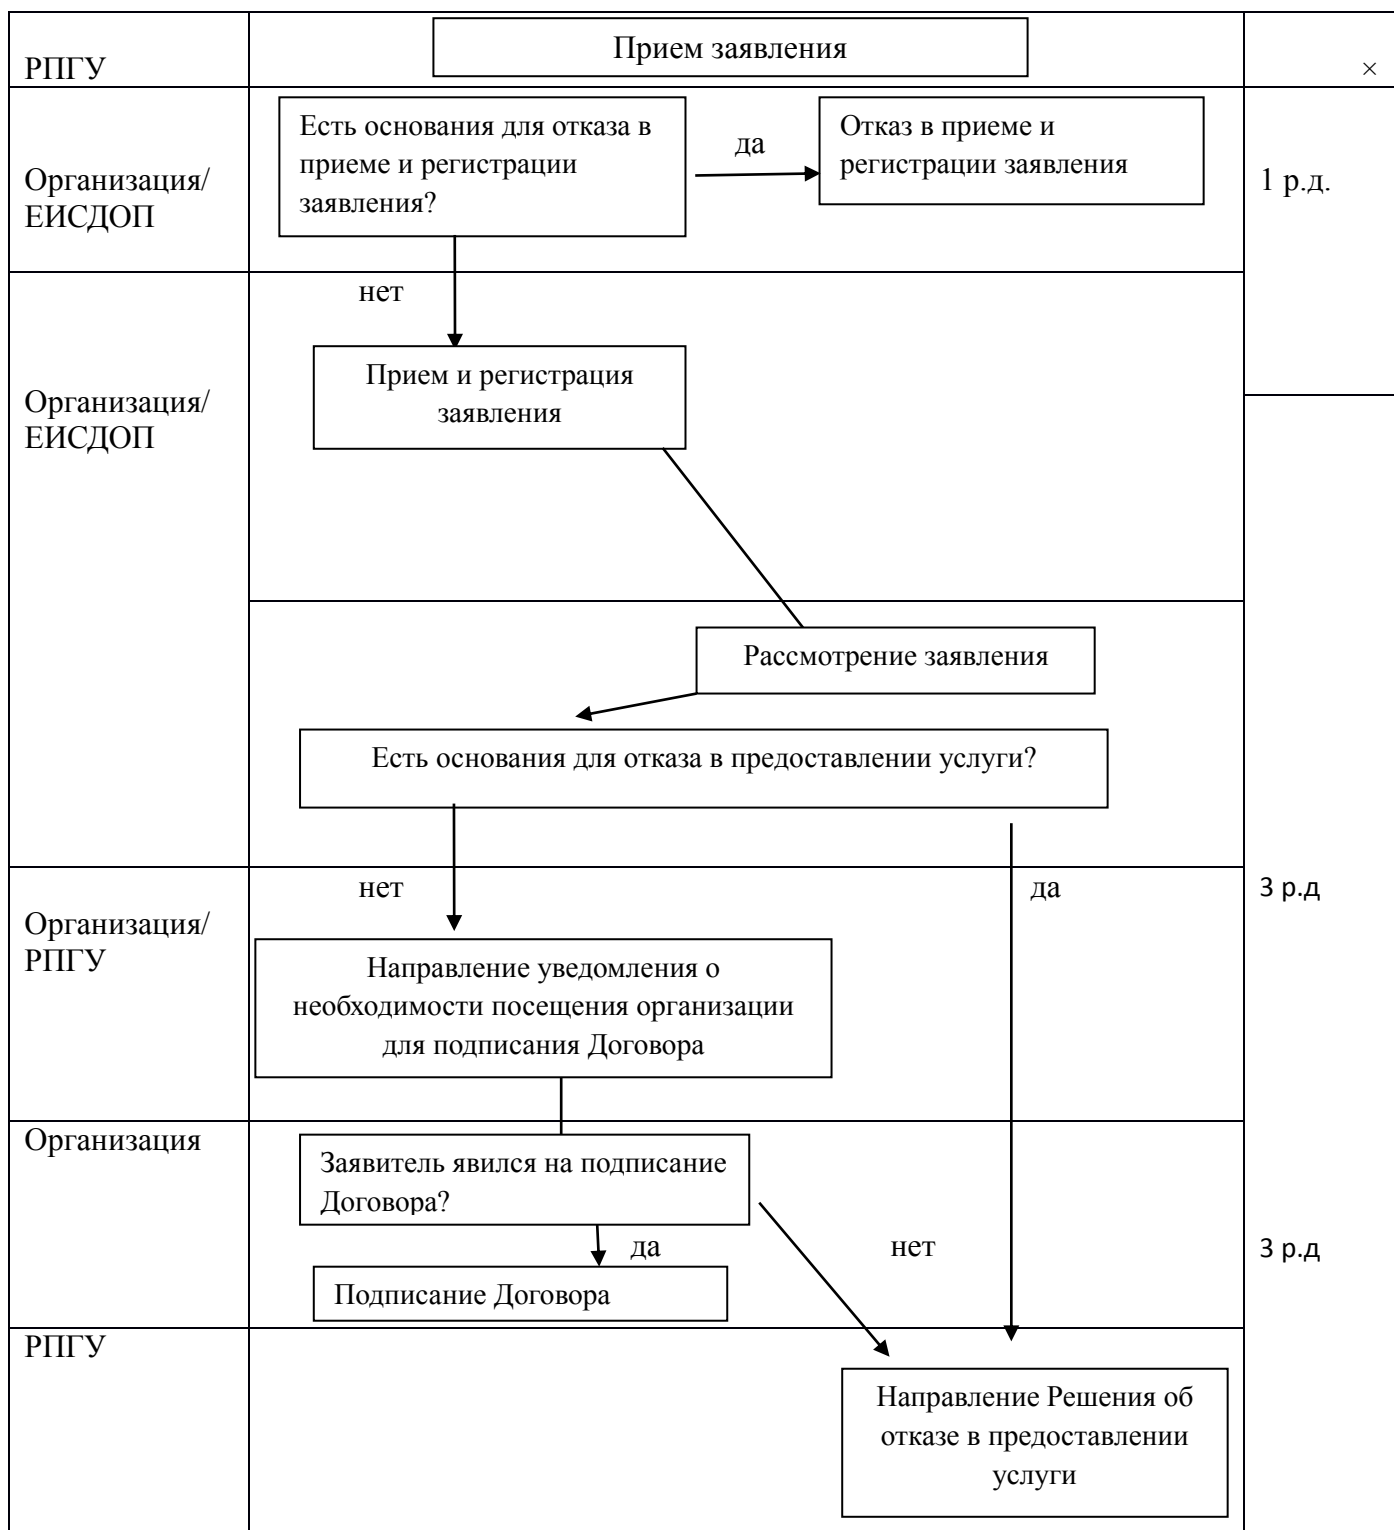 РПГУ
Прием заявления
×
Организация/
ЕИСДОП
Есть основания для отказа в
приеме и регистрации
заявления?
да
Отказ в приеме и
регистрации заявления
1 р.д.
нет
Организация/
ЕИСДОП
Прием и регистрация
заявления
Рассмотрение заявления
Есть основания для отказа в предоставлении услуги?
нет
да
3 р.д
Организация/
РПГУ
Направление уведомления о
необходимости посещения организации
для подписания Договора
Организация
Заявитель явился на подписание
Договора?
да
нет
3 р.д
Подписание Договора
РПГУ
Направление Решения об
отказе в предоставлении
услуги